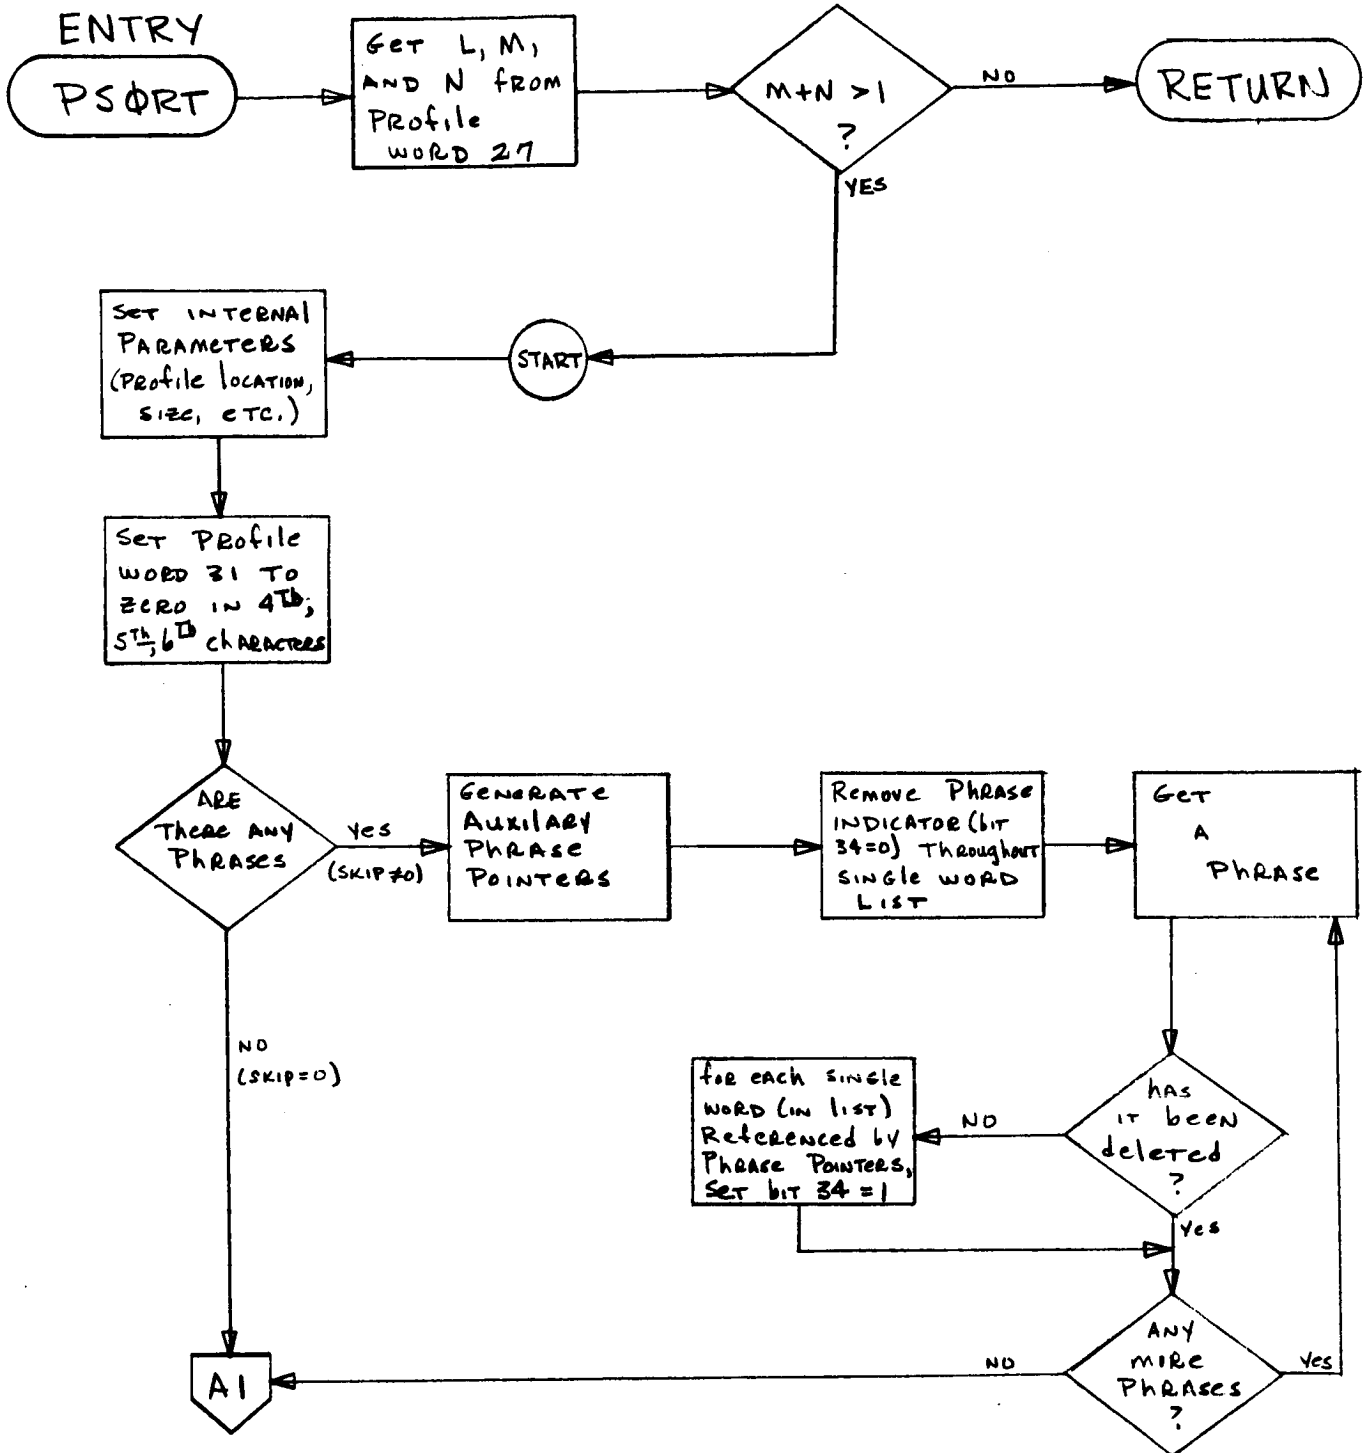 ENTRY
PSØRT
GET L, M,
AND N from
PROfile
WORD 27
M+N >1
?
NO
RETURN
YES
START
SET INTERNAL
PARAMETERS
(PROfile lOCATION,
SIZE, ETC.)
SET PROfile
WORD 31 TO
ZERO IN 4Th,
5Th, 6Th ChARACTERS
ARE
ThERE ANY
PhRASES
yes
(SKIP≠0)
GENERATE
AUXILARY
PhRASE
POINTERS
Remove PhRASE
INDICATOR (bIT
34=0) ThROUGhOUT
SINGlE WORD
LIST
GET
A
PhRASE
NO
(SKIP=0)
hAS
IT beeN
deleTED
?
NO
foR eACh SINGlE
WORD (IN lIST)
RefeReNced by
PhRASE POINTERS,
SET bIT 34=1
yes
ANY
MIRE
PhRASES
?
yes
NO
A1